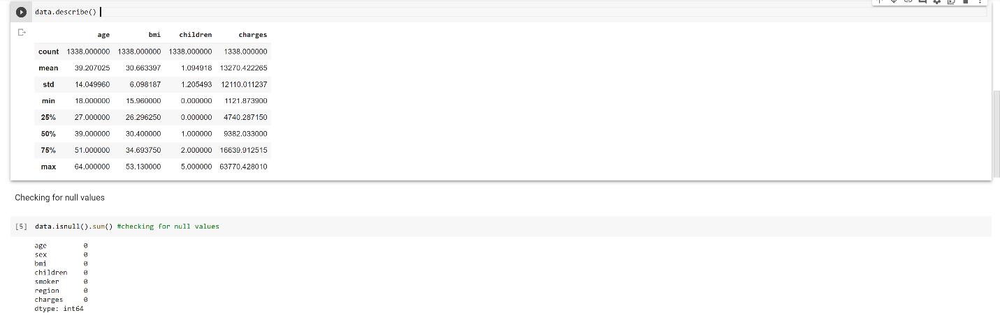 data.describe()
age bmi children charges
count 1338.000000 1338.000000 1338.000000 1338.000000
mean 39.207025 30.663397 1.094918 13270.422265
std 14.049960 6.098187 1.205493 12110.011237
min 18.000000 15.960000 0.000000 1121.873900
25% 27.000000 26.296250 0.000000 4740.287150
50% 39.000000 30.400000 1.000000 9382.033000
75% 51.000000 34.693750 2.000000 16639.912515
max 64.000000 53.130000 5.000000 63770.428010
Checking for null values
[5] data.isnull().sum() #checking for null values
age 0
sex 0
bmi 0
children 0
smoker 0
region 0
charges 0
dtype: int64